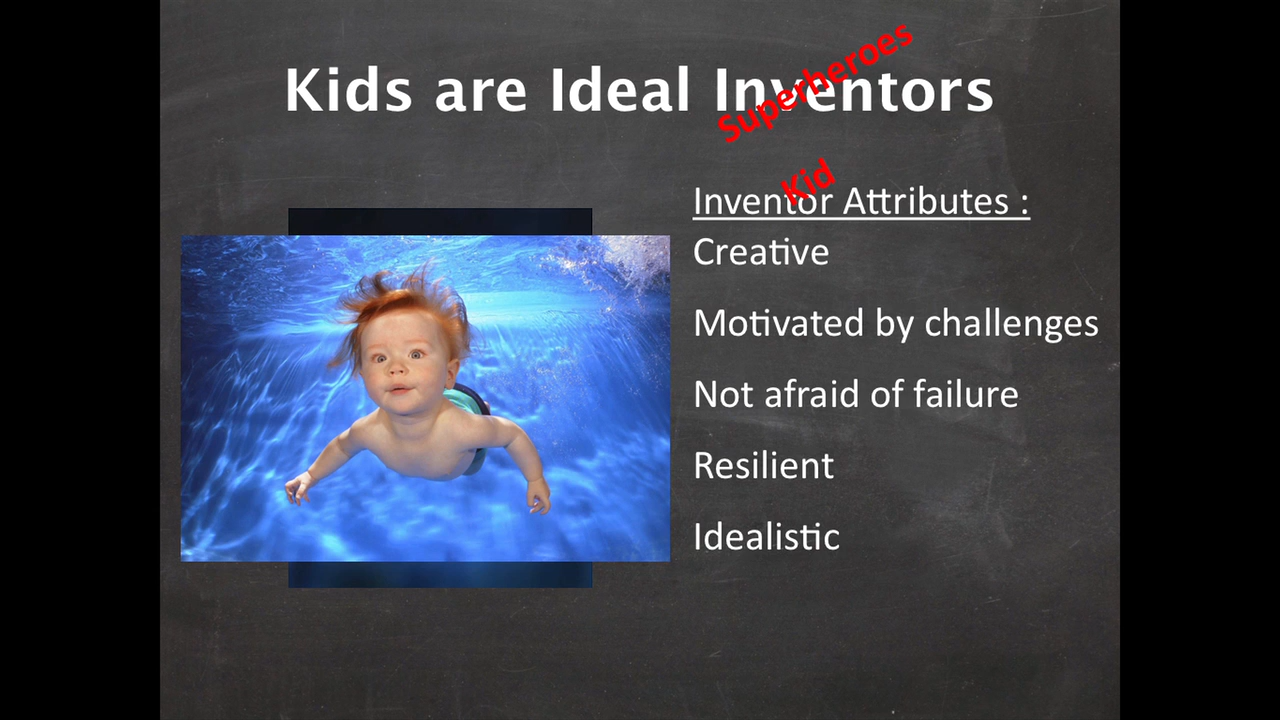 Superheroes
Kids are Ideal Inventors
Kid
Inventor Attributes :
Creative
Motivated by challenges
Not afraid of failure
Resilient
Idealistic